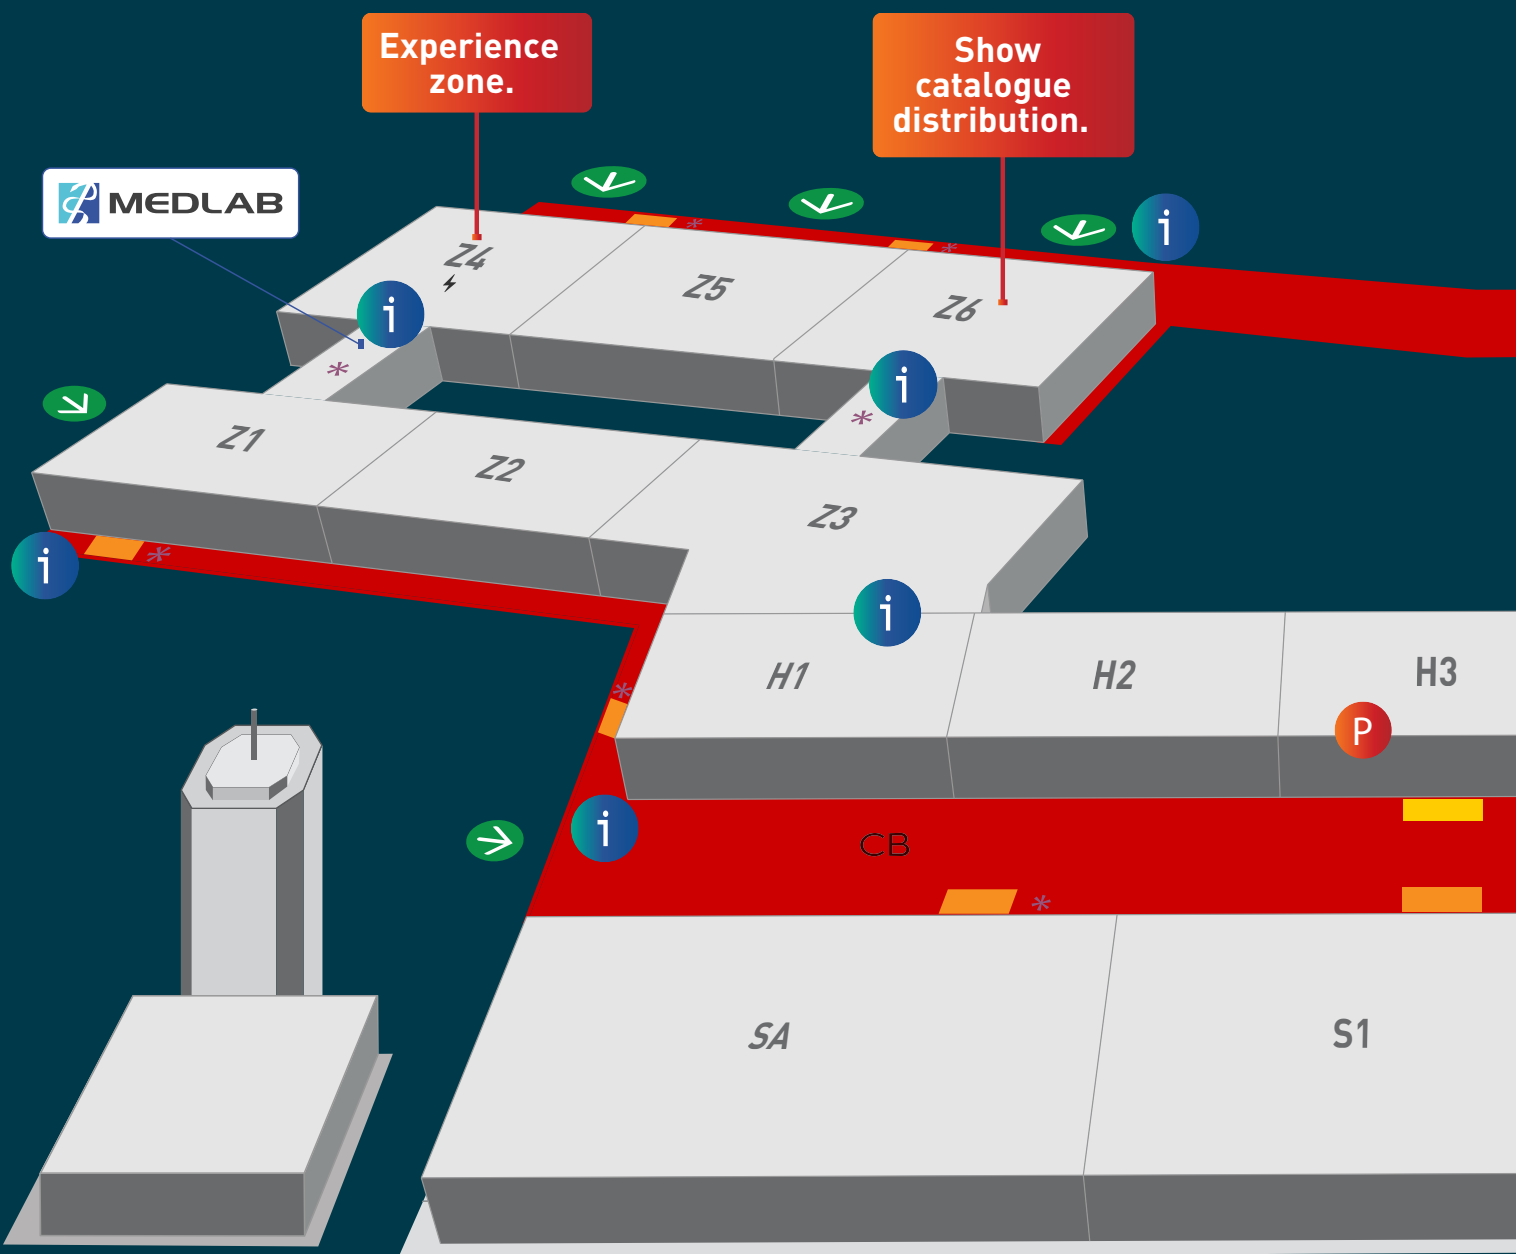 Experience
zone.
Show
catalogue
distribution.
MEDLAB
i
Z4
Z5
Z6
i
*
i
*
Z1
Z2
Z3
i
*
i
H1
H2
H3
*
P
i
CB
*
SA
S1
*
*
i